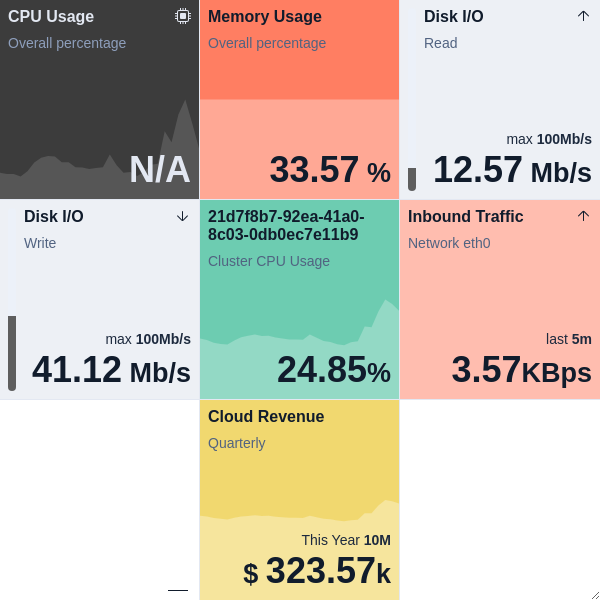 CPU Usage
Overall percentage
N/A
Memory Usage
Overall percentage
33.57 %
Disk I/O
Read
max 100Mb/s
12.57 Mb/s
Disk I/O
Write
max 100Mb/s
41.12 Mb/s
21d7f8b7-92ea-41a0-
8c03-0db0ec7e11b9
Cluster CPU Usage
24.85%
Inbound Traffic
Network eth0
last 5m
3.57KBps
Cloud Revenue
Quarterly
This Year 10M
$ 323.57k